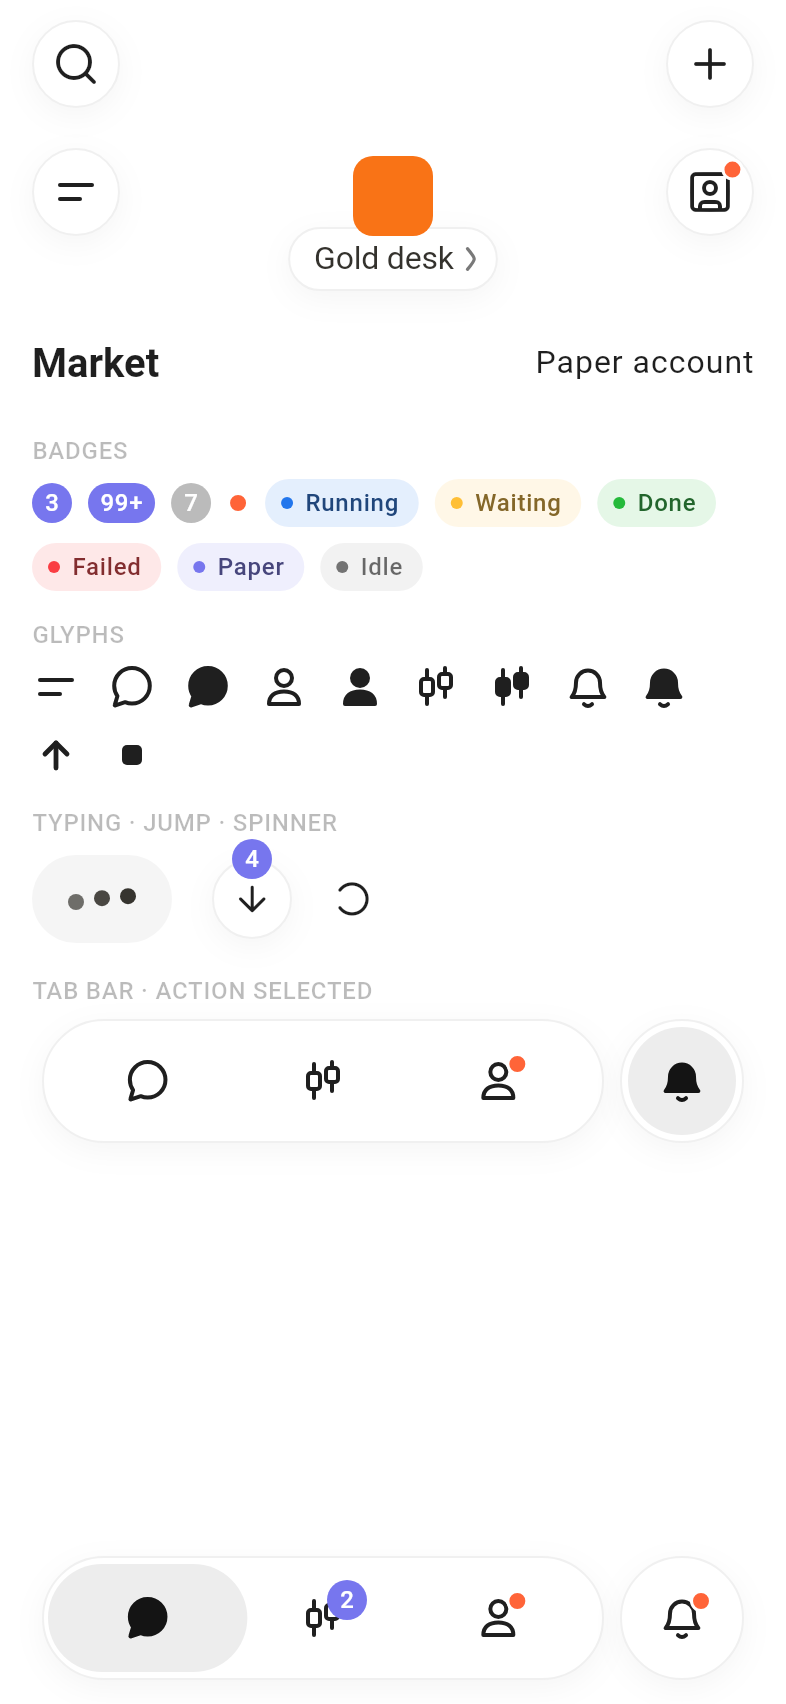 Gold desk
Market
Paper account
BADGES
3 99+ 7 Running Waiting Done
Failed Paper Idle
GLYPHS
TYPING · JUMP · SPINNER
4
TAB BAR · ACTION SELECTED
2